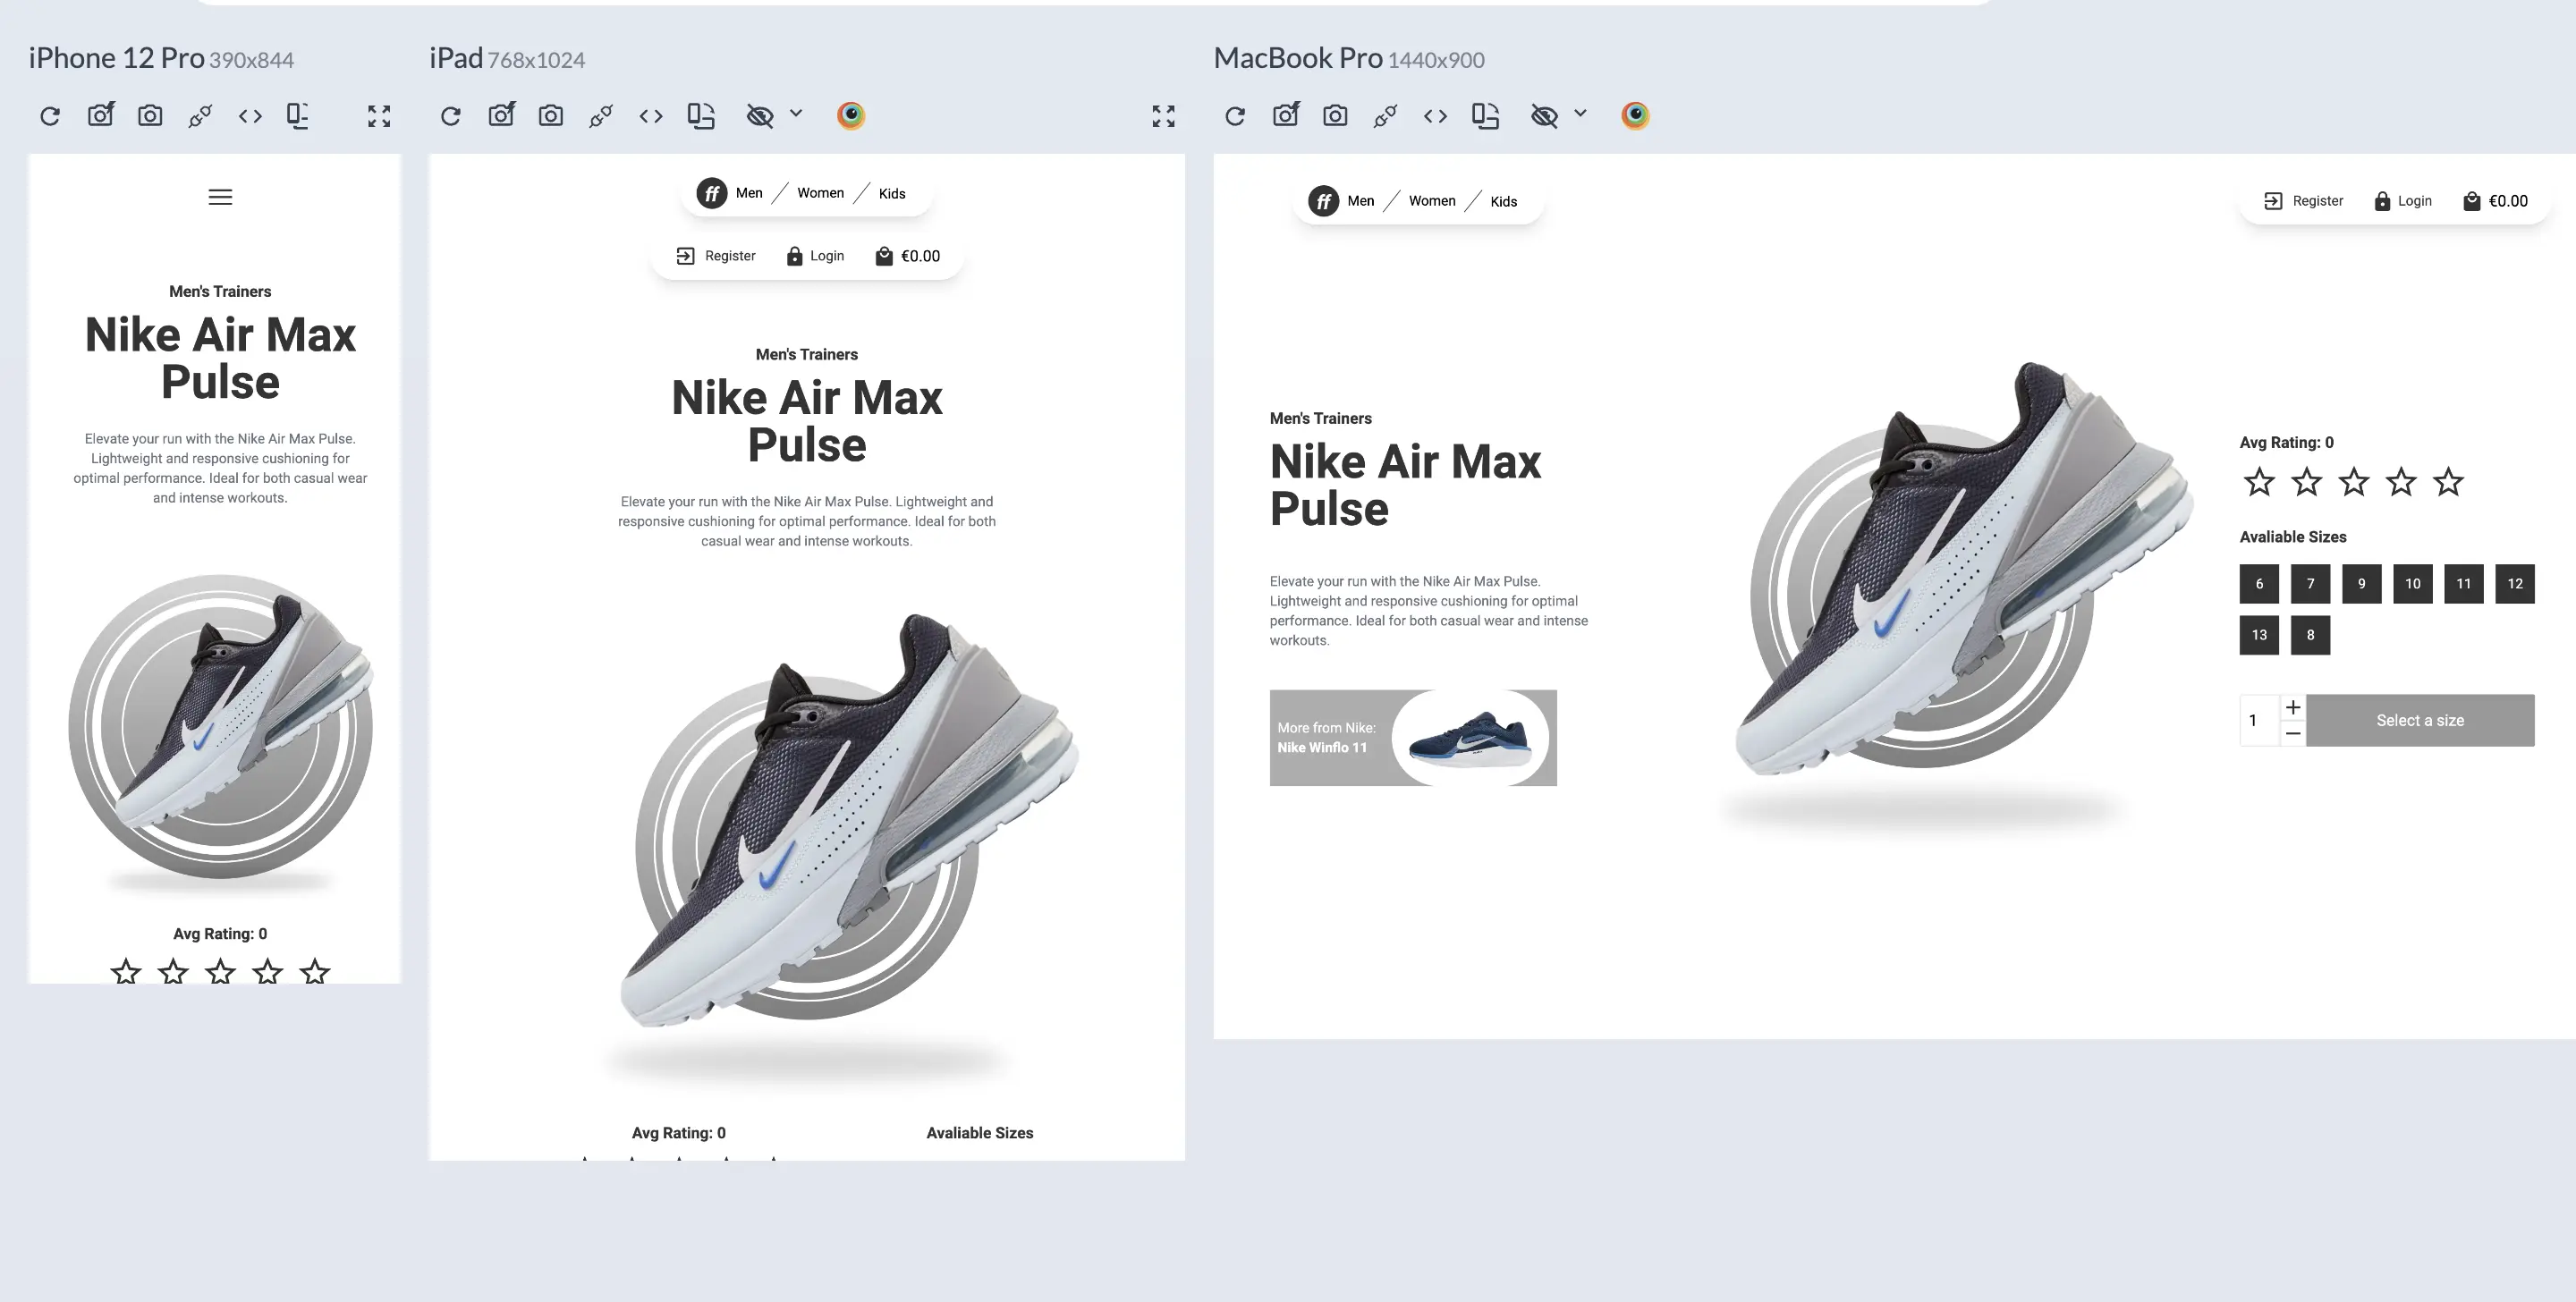 iPhone 12 Pro 390x844
Men's Trainers
Nike Air Max
Pulse
Elevate your run with the Nike Air Max Pulse.
Lightweight and responsive cushioning for
optimal performance. Ideal for both casual wear
and intense workouts.
Avg Rating: 0
iPad 768x1024
ff Men Women Kids
Register Login €0.00
Men's Trainers
Nike Air Max
Pulse
Elevate your run with the Nike Air Max Pulse. Lightweight and
responsive cushioning for optimal performance. Ideal for both
casual wear and intense workouts.
Avg Rating: 0
Avaliable Sizes
MacBook Pro 1440x900
ff Men Women Kids
Register Login €0.00
Men's Trainers
Nike Air Max
Pulse
Elevate your run with the Nike Air Max Pulse.
Lightweight and responsive cushioning for optimal
performance. Ideal for both casual wear and intense
workouts.
More from Nike:
Nike Winflo 11
Avg Rating: 0
Avaliable Sizes
6 7 9 10 11 12
13 8
1 + − Select a size